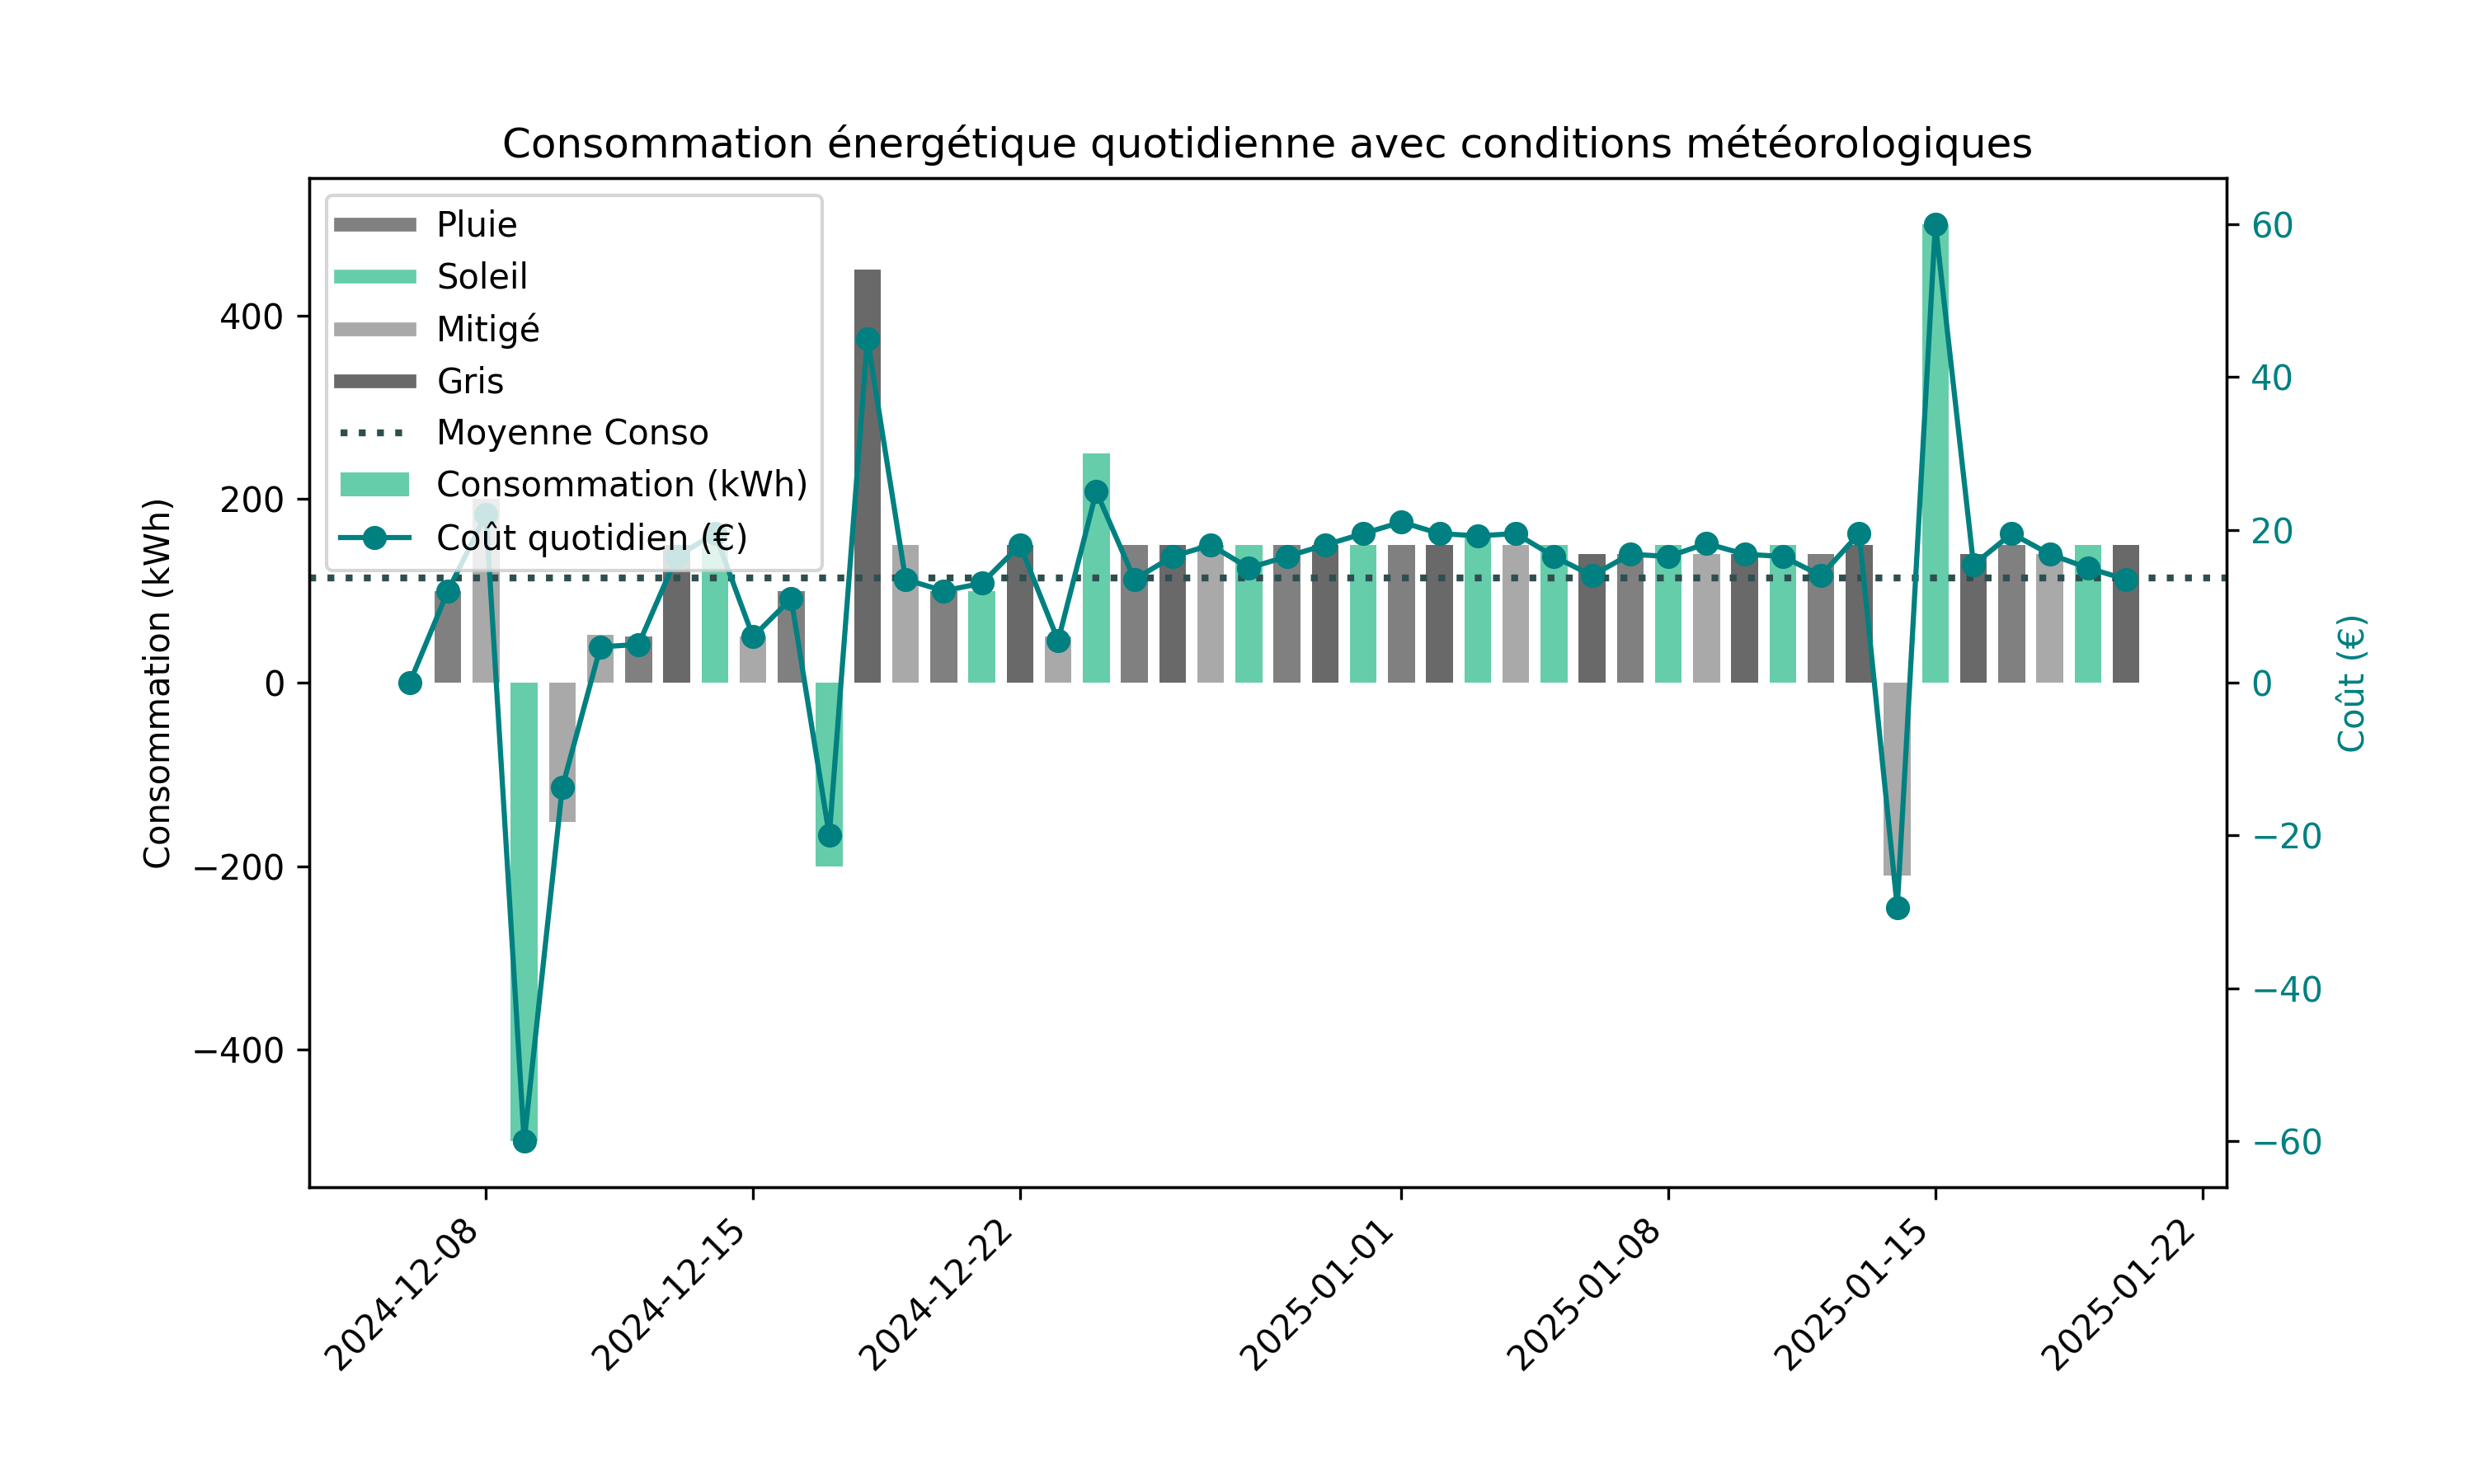 Consommation énergétique quotidienne avec conditions météorologiques
Pluie
Soleil
Mitigé
Gris
Moyenne Conso
Consommation (kWh)
Coût quotidien (€)
Consommation (kWh)
400
200
0
−200
−400
60
40
20
0
−20
−40
−60
Coût (€)
2024-12-08
2024-12-15
2024-12-22
2025-01-01
2025-01-08
2025-01-15
2025-01-22